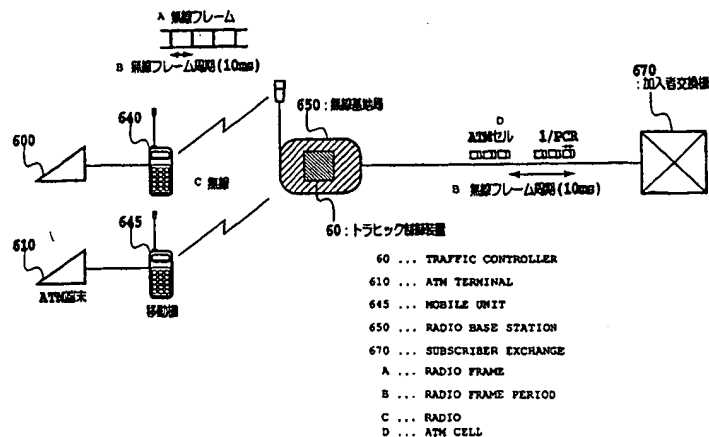 A 無線フレーム
B 無線フレーム周期(10ms)
640
600
C 無線
645
610
ATM端末
移動機
650:無線基地局
60:トラヒック制御装置
D
ATMセル
1/PCR
B 無線フレーム周期(10ms)
670
:加入者交換機
60 ... TRAFFIC CONTROLLER
610 ... ATM TERMINAL
645 ... MOBILE UNIT
650 ... RADIO BASE STATION
670 ... SUBSCRIBER EXCHANGE
A ... RADIO FRAME
B ... RADIO FRAME PERIOD
C ... RADIO
D ... ATM CELL